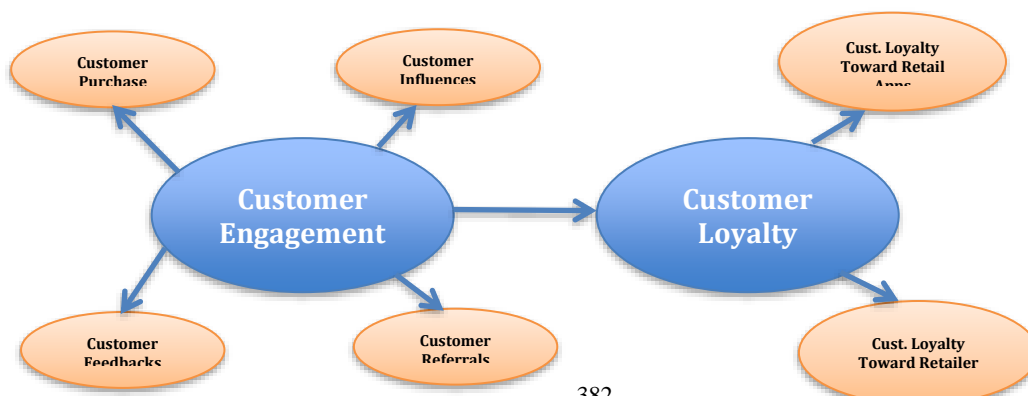 Customer
Purchase
Customer
Influences
Cust. Loyalty
Toward Retail
Apps
Customer
Engagement
Customer
Loyalty
Customer
Feedbacks
Customer
Referrals
Cust. Loyalty
Toward Retailer
382